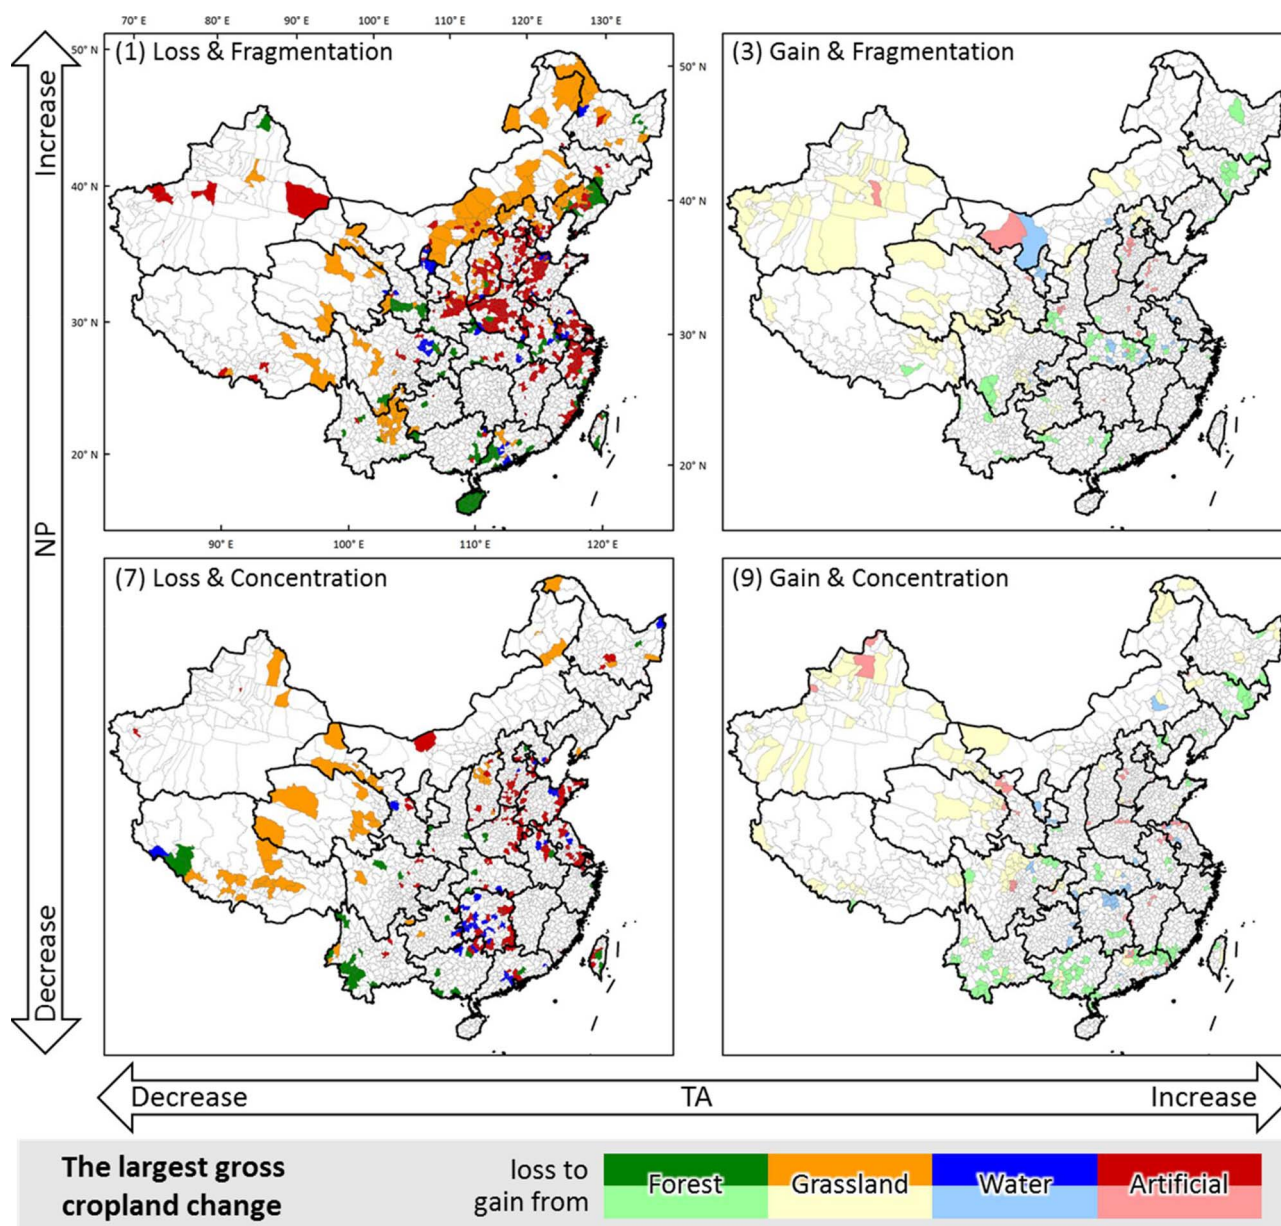 70° E 80° E 90° E 100° E 110° E 120° E 130° E
50° N
(1) Loss & Fragmentation
50° N
(3) Gain & Fragmentation
40° N
40° N
30° N
30° N
20° N
20° N
90° E 100° E 110° E 120° E
(7) Loss & Concentration
(9) Gain & Concentration
Increase
NP
Decrease
Decrease TA Increase
The largest gross
cropland change
loss to
gain from
Forest Grassland Water Artificial